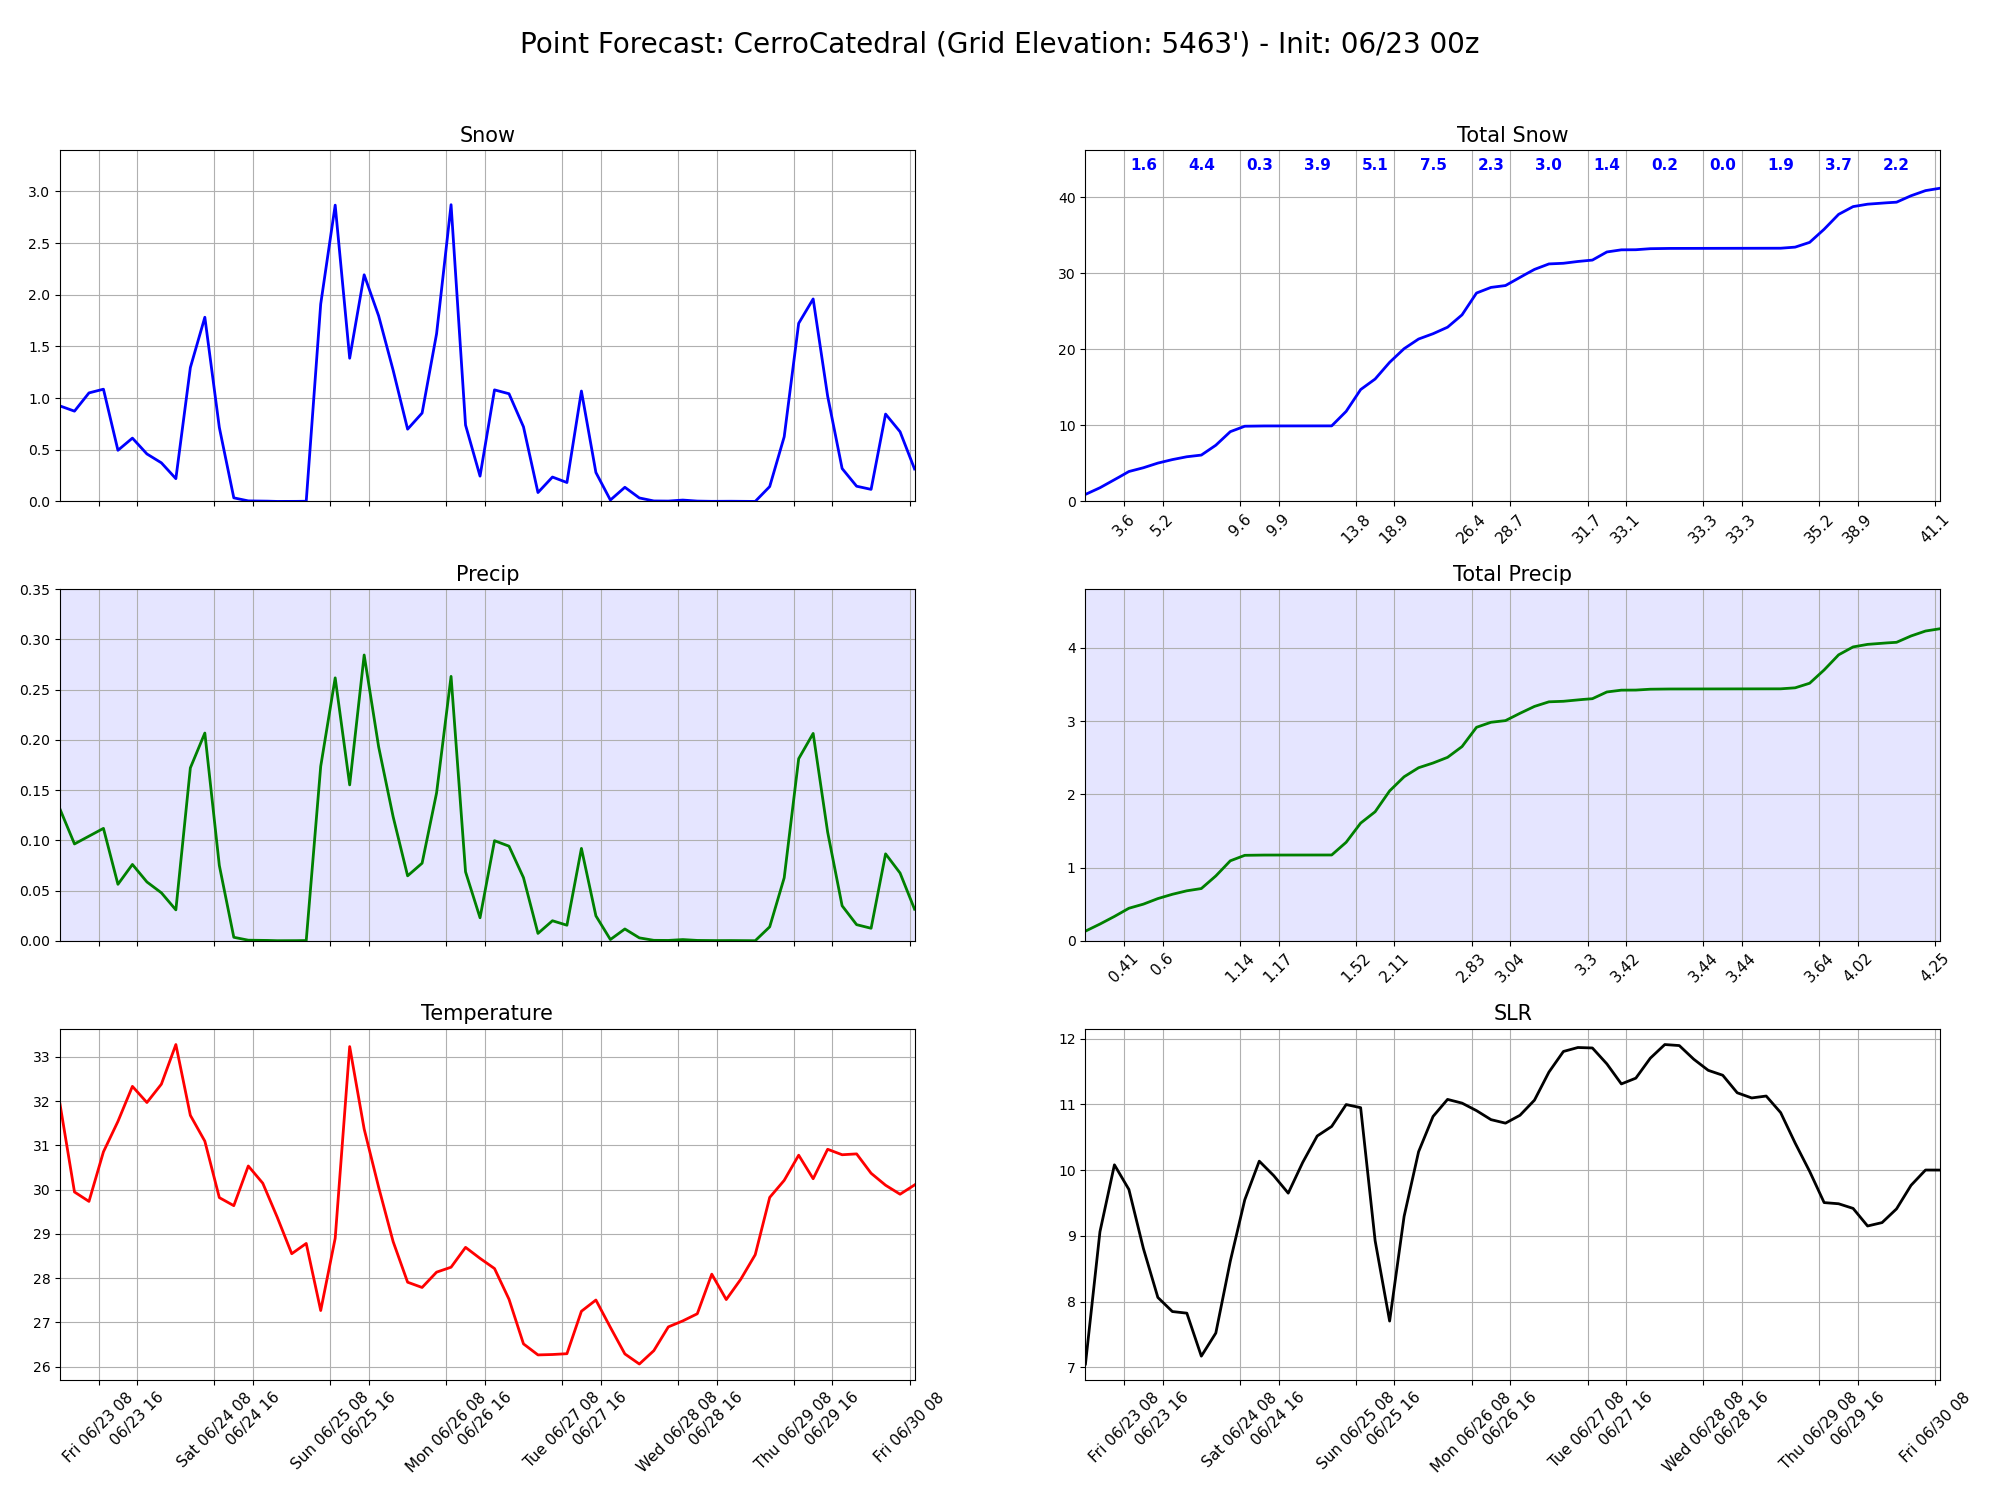 Point Forecast: CerroCatedral (Grid Elevation: 5463') - Init: 06/23 00z
Snow
3.0
2.5
2.0
1.5
1.0
0.5
0.0
Total Snow
1.6 4.4 0.3 3.9 5.1 7.5 2.3 3.0 1.4 0.2 0.0 1.9 3.7 2.2
40
30
20
10
0
3.6 5.2 9.6 9.9 13.8 18.9 26.4 28.7 31.7 33.1 33.3 33.3 35.2 38.9 41.1
Precip
0.35
0.30
0.25
0.20
0.15
0.10
0.05
0.00
Total Precip
4
3
2
1
0
0.41 0.6 1.14 1.17 1.52 2.11 2.83 3.04 3.3 3.42 3.44 3.44 3.64 4.02 4.25
Temperature
33
32
31
30
29
28
27
26
Fri 06/23 08
06/23 16
Sat 06/24 08
06/24 16
Sun 06/25 08
06/25 16
Mon 06/26 08
06/26 16
Tue 06/27 08
06/27 16
Wed 06/28 08
06/28 16
Thu 06/29 08
06/29 16
Fri 06/30 08
SLR
12
11
10
9
8
7
Fri 06/23 08
06/23 16
Sat 06/24 08
06/24 16
Sun 06/25 08
06/25 16
Mon 06/26 08
06/26 16
Tue 06/27 08
06/27 16
Wed 06/28 08
06/28 16
Thu 06/29 08
06/29 16
Fri 06/30 08